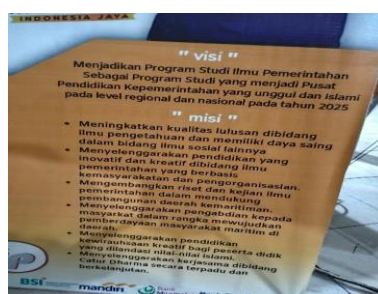 INDONESIA JAYA
" visi "
Menjadikan Program Studi Ilmu Pemerintahan
Sebagai Program Studi yang menjadi Pusat
Pendidikan Kepemerintahan yang unggul dan islami
pada level regional dan nasional pada tahun 2025
" misi "
• Meningkatkan kualitas lulusan dibidang
ilmu pengetahuan dan memiliki daya saing
dalam bidang ilmu sosial lainnya
• Menyelenggarakan pendidikan yang
inovatif dan kreatif dibidang ilmu
pemerintahan yang berbasis
kemasyarakatan dan pengorganisasian.
• Mengembangkan riset dan kejian ilmu
pemerintahan dalam mendukung
pembangunan daerah kemaritiman.
• Menyelenggarakan pengabdian kepada
masyarkat dalam rangka mewujudkan
pemberdayaan masyarakat maritim di
daerah.
• Menyelenggarakan pendidikan
kewirausahaan kreatif bagi peserta didik
yang dilandasi nilai-nilai islami.
• Menyelenggarakan kerjasama dibidang
Catur Dharma secara terpadu dan
berkelanjutan.
BSI
mandiri
Bank